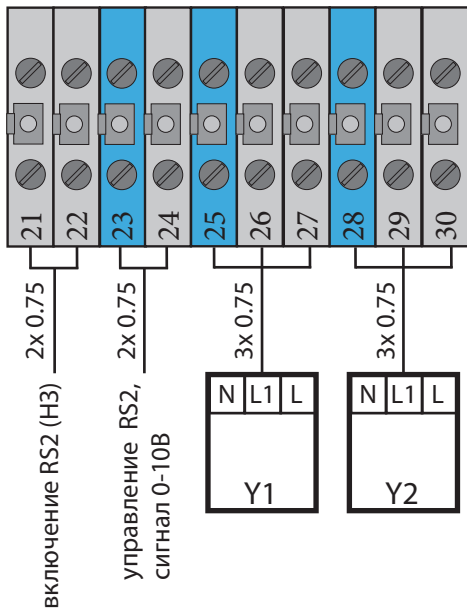 21 22 23 24 25 26 27 28 29 30
2x 0.75
2x 0.75
3x 0.75
3x 0.75
включение RS2 (НЗ)
управление RS2,
сигнал 0-10В
N L1 L
Y1
N L1 L
Y2